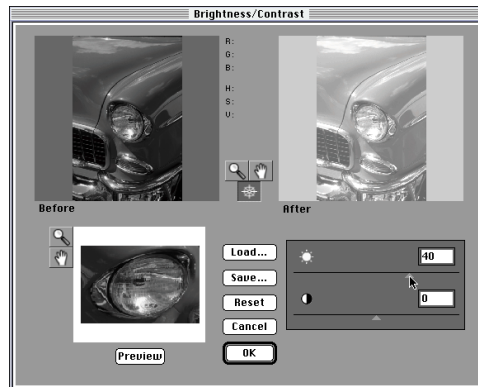 Brightness/Contrast
R:
G:
B:
H:
S:
V:
Before
After
Load...
40
Save...
Reset
0
Cancel
Preview
OK